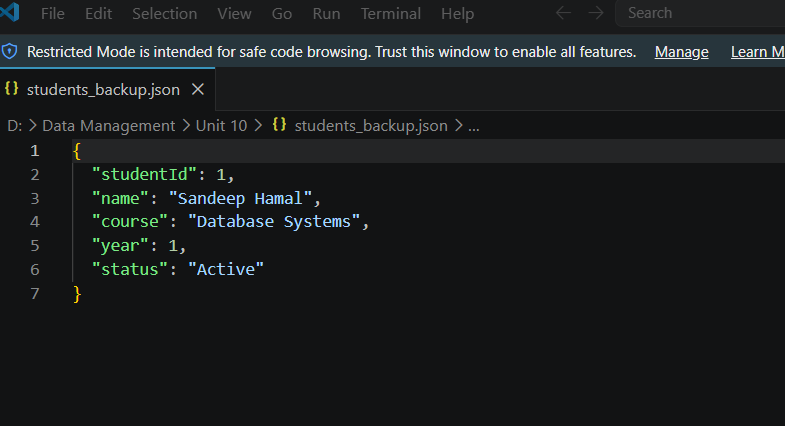 File Edit Selection View Go Run Terminal Help Search
Restricted Mode is intended for safe code browsing. Trust this window to enable all features. Manage Learn M
{} students_backup.json
D: > Data Management > Unit 10 > {} students_backup.json > ...
1 {
2 "studentId": 1,
3 "name": "Sandeep Hamal",
4 "course": "Database Systems",
5 "year": 1,
6 "status": "Active"
7 }